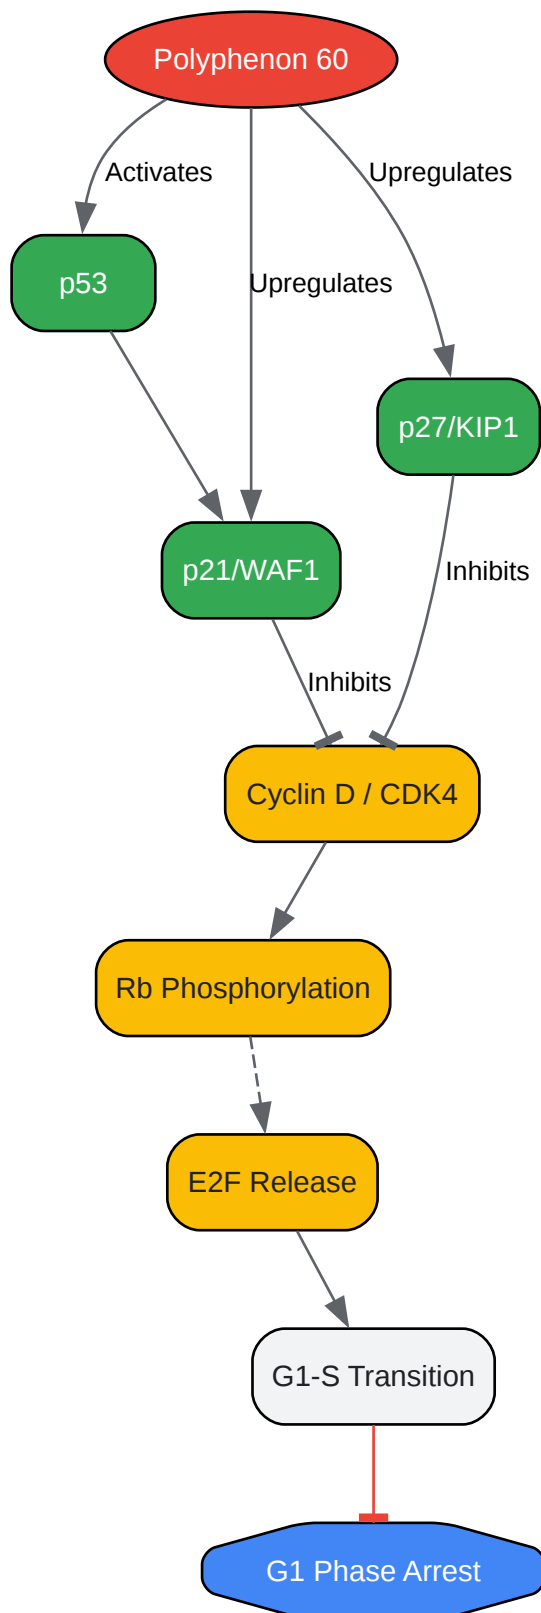 Polyphenon 60
Activates
Upregulates
p53
Upregulates
p27/KIP1
p21/WAF1
Inhibits
Inhibits
Cyclin D / CDK4
Rb Phosphorylation
E2F Release
G1-S Transition
G1 Phase Arrest